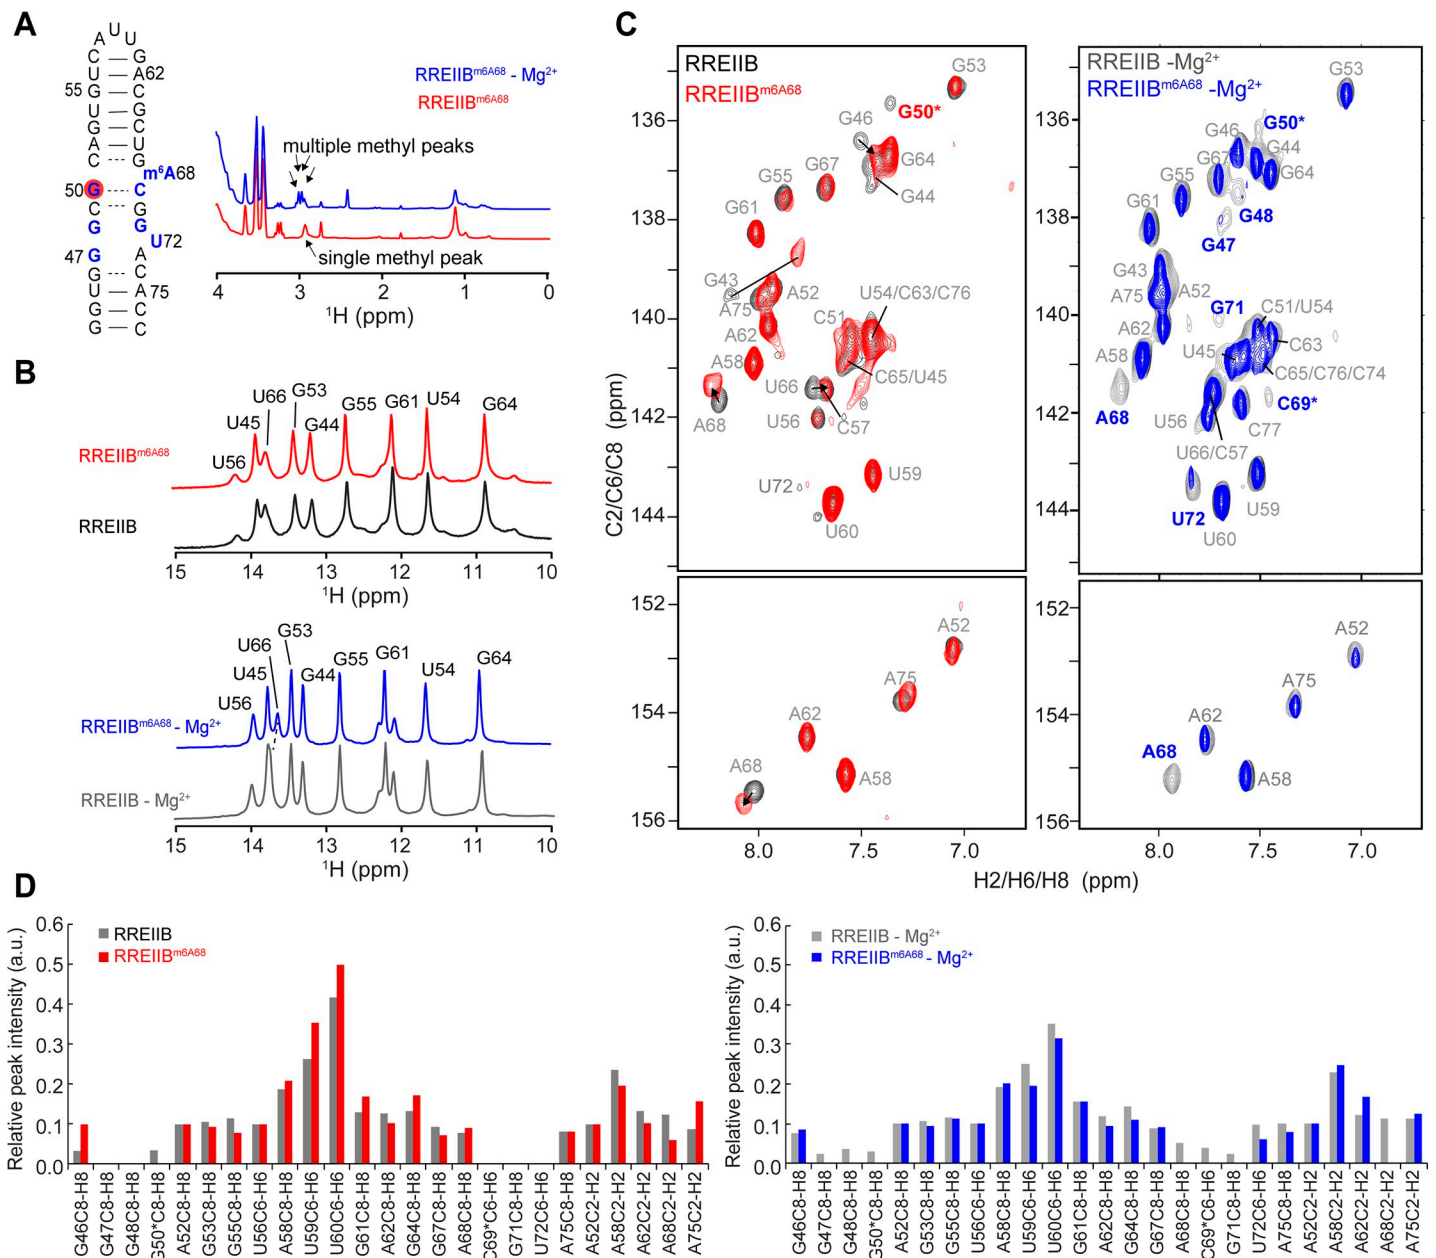 A
A U U
C G
U A62
55 C C
U G
G C
A U
C G
m⁶A68
50 G C
C G
G G
U72
47 G A
G C
U A 75
G C
G C
RREIIBm6A68 - Mg2+
RREIIBm6A68
multiple methyl peaks
single methyl peak
4 3 2 1 0
1H (ppm)
B
RREIIBm6A68
U56 U45 U66 G53 G44 G55 G61 U54 G64
RREIIB
15 14 13 12 11 10
1H (ppm)
RREIIBm6A68 - Mg2+
U56 U45 U66 G53 G44 G55 G61 U54 G64
RREIIB - Mg2+
15 14 13 12 11 10
1H (ppm)
C
RREIIB
RREIIBm6A68
G53
G46
G50*
G67
G64
G55
G44
G61
G43
A52
A75
U54/C63/C76
C51
A62
A58
C65/U45
U66
A68
U56
C57
U72
U59
U60
136
138
140
142
144
C2/C6/C8 (ppm)
A52
A75
A62
A68
A58
152
154
156
8.0 7.5 7.0
RREIIB -Mg2+
RREIIBm6A68 -Mg2+
G53
G50*
G46
G44
G67
G64
G55
G48
G61
G47
G43
A52
A75
G71
C51/U54
A62
U45
C63
A58
C65/C76/C74
A68
C69*
U56
C77
U66/C57
U72
U59
U60
136
138
140
142
144
A52
A75
A62
A68
A58
152
154
156
8.0 7.5 7.0
H2/H6/H8 (ppm)
D
Relative peak intensity (a.u.)
0.6
0.5
0.4
0.3
0.2
0.1
0.0
RREIIB
RREIIBm6A68
G46C8-H8
G47C8-H8
G48C8-H8
G50*C8-H8
A52C8-H8
G53C8-H8
G55C8-H8
U56C6-H6
A58C8-H8
U59C6-H6
U60C6-H6
G61C8-H8
A62C8-H8
G64C8-H8
G67C8-H8
A68C8-H8
C69*C6-H6
G71C8-H8
U72C6-H6
A75C8-H8
A52C2-H2
A58C2-H2
A62C2-H2
A68C2-H2
A75C2-H2
Relative peak intensity (a.u.)
0.6
0.5
0.4
0.3
0.2
0.1
0.0
RREIIB - Mg2+
RREIIBm6A68 - Mg2+
G46C8-H8
G47C8-H8
G48C8-H8
G50*C8-H8
A52C8-H8
G53C8-H8
G55C8-H8
U56C6-H6
A58C8-H8
U59C6-H6
U60C6-H6
G61C8-H8
A62C8-H8
G64C8-H8
G67C8-H8
A68C8-H8
C69*C6-H6
G71C8-H8
U72C6-H6
A75C8-H8
A52C2-H2
A58C2-H2
A62C2-H2
A68C2-H2
A75C2-H2